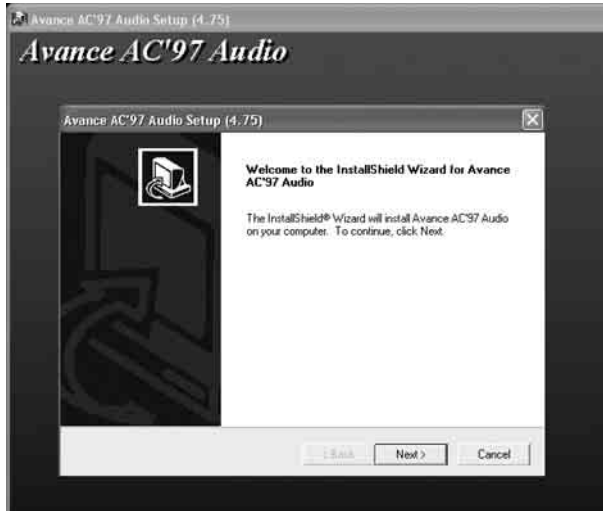 Avance AC'97 Audio Setup (4.75)
Avance AC'97 Audio
Avance AC'97 Audio Setup (4.75)
Welcome to the InstallShield Wizard for Avance
AC'97 Audio
The InstallShield® Wizard will install Avance AC'97 Audio
on your computer. To continue, click Next
< Back
Next >
Cancel